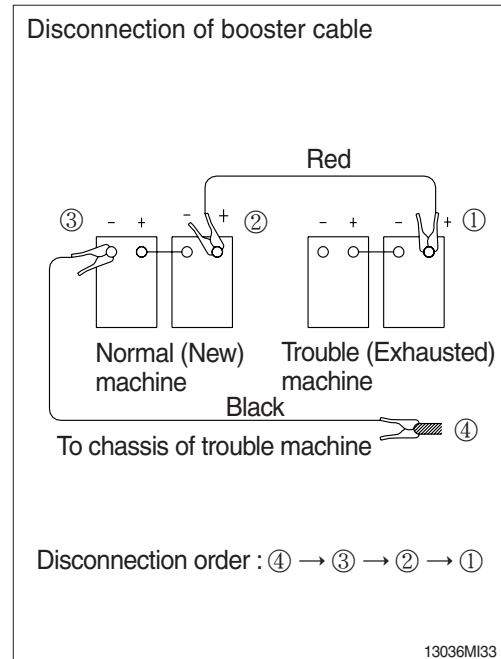 Disconnection of booster cable
Red
③ - + - + ② - + - + ①
Normal (New)
machine
Trouble (Exhausted)
machine
Black
To chassis of trouble machine ④
Disconnection order : ④ → ③ → ② → ①
13036MI33